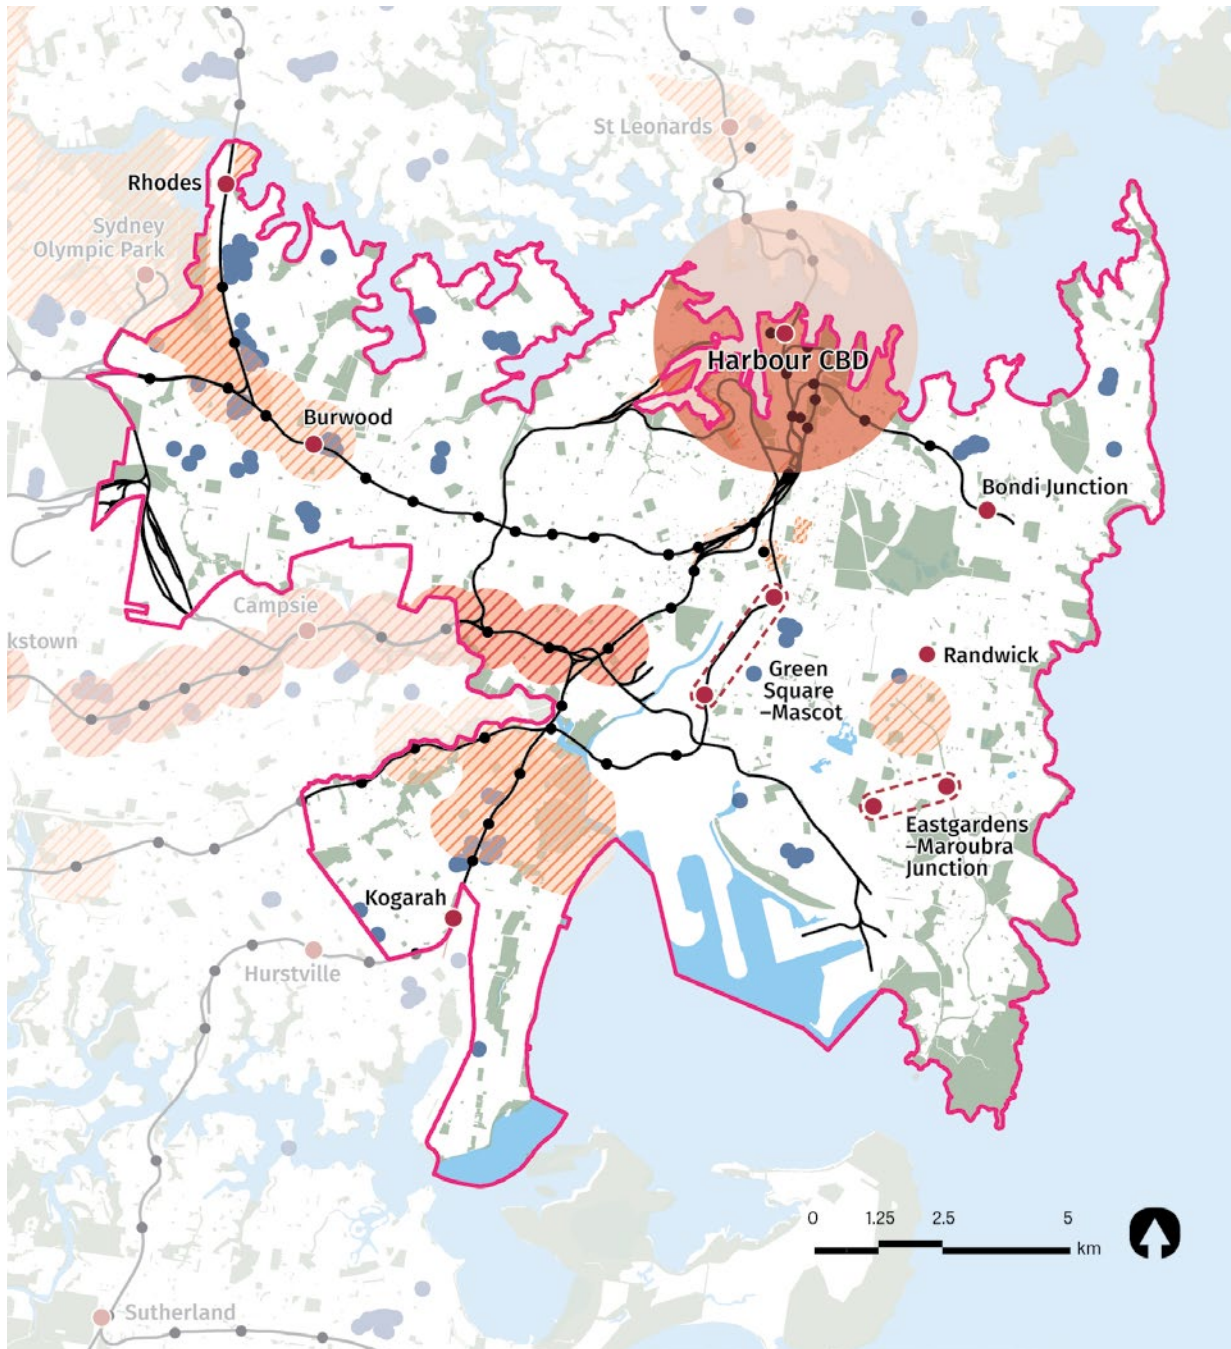 St Leonards
Rhodes
Sydney
Olympic Park
Harbour CBD
Burwood
Bondi Junction
Campsie
kstown
Randwick
Green
Square
–Mascot
Eastgardens
–Maroubra
Junction
Kogarah
Hurstville
0 1.25 2.5 5
km
Sutherland